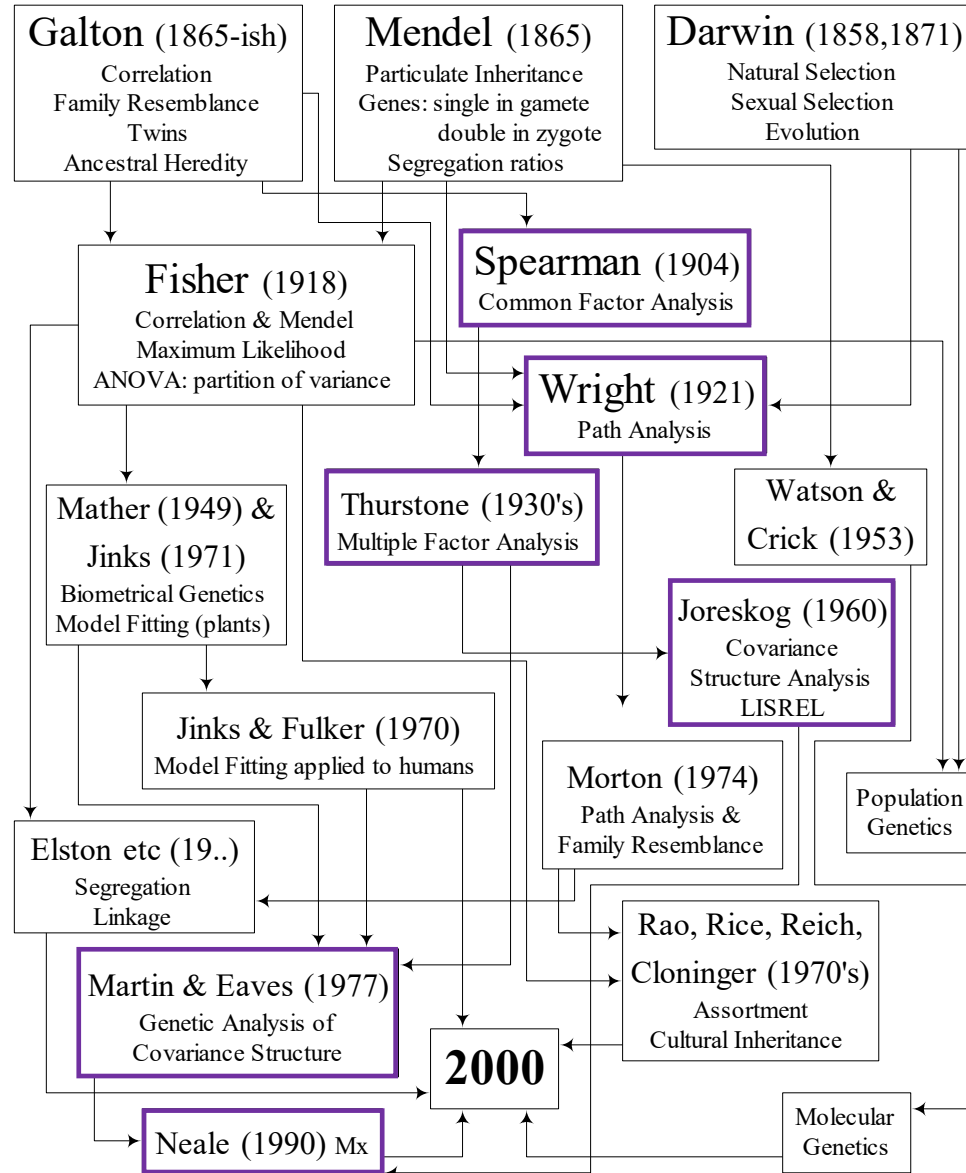 Galton (1865-ish)
Correlation
Family Resemblance
Twins
Ancestral Heredity
Mendel (1865)
Particulate Inheritance
Genes: single in gamete
double in zygote
Segregation ratios
Darwin (1858,1871)
Natural Selection
Sexual Selection
Evolution
Spearman (1904)
Common Factor Analysis
Fisher (1918)
Correlation & Mendel
Maximum Likelihood
ANOVA: partition of variance
Wright (1921)
Path Analysis
Mather (1949) &
Jinks (1971)
Biometrical Genetics
Model Fitting (plants)
Thurstone (1930's)
Multiple Factor Analysis
Watson &
Crick (1953)
Joreskog (1960)
Covariance
Structure Analysis
LISREL
Jinks & Fulker (1970)
Model Fitting applied to humans
Morton (1974)
Path Analysis &
Family Resemblance
Population
Genetics
Elston etc (19..)
Segregation
Linkage
Rao, Rice, Reich,
Cloninger (1970's)
Assortment
Cultural Inheritance
Martin & Eaves (1977)
Genetic Analysis of
Covariance Structure
2000
Molecular
Genetics
Neale (1990) Mx